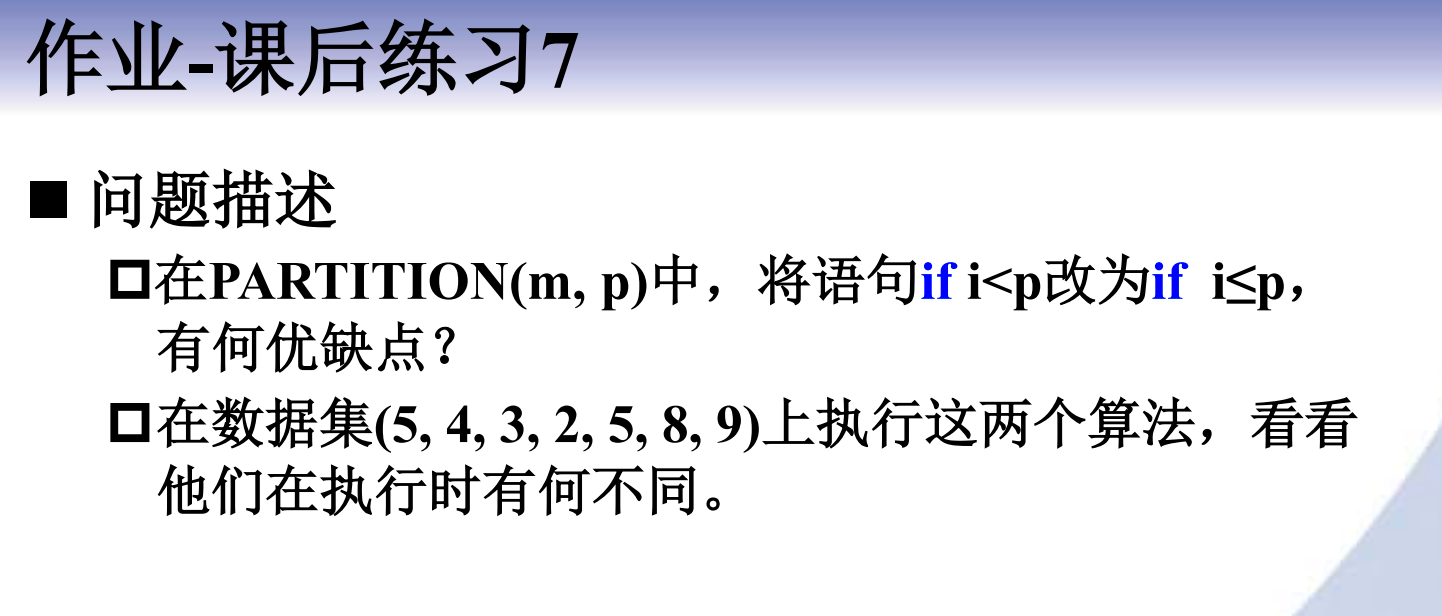 作业-课后练习7
■ 问题描述
□在PARTITION(m, p)中，将语句if i<p改为if i≤p，
有何优缺点？
□在数据集(5, 4, 3, 2, 5, 8, 9)上执行这两个算法，看看
他们在执行时有何不同。